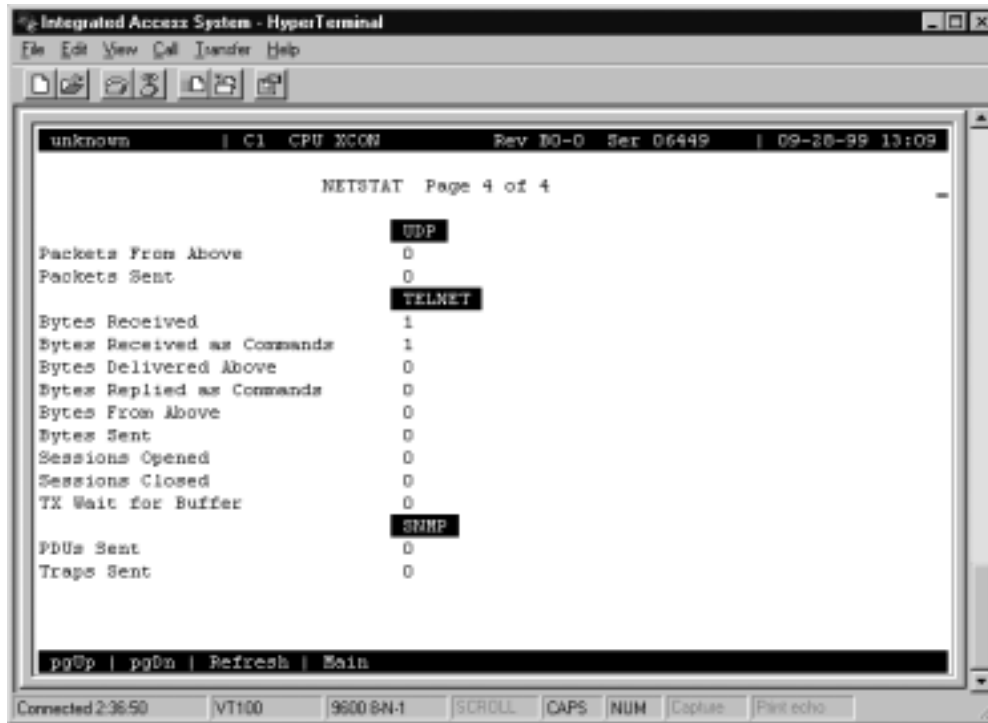 Integrated Access System - HyperTerminal
File Edit View Call Transfer Help
unknown | C1 CPU XCON Rev B0-0 Ser 06449 | 09-28-99 13:09
NETSTAT Page 4 of 4
UDP
Packets From Above 0
Packets Sent 0
TELNET
Bytes Received 1
Bytes Received as Commands 1
Bytes Delivered Above 0
Bytes Replied as Commands 0
Bytes From Above 0
Bytes Sent 0
Sessions Opened 0
Sessions Closed 0
TX Wait for Buffer 0
SNMP
PDUs Sent 0
Traps Sent 0
pgUp | pgDn | Refresh | Main
Connected 2:36:50 VT100 9600 8-N-1 SCROLL CAPS NUM Capture Print echo